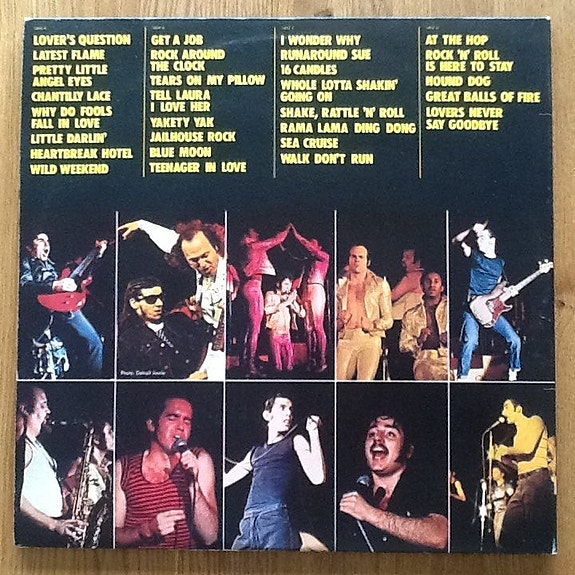 LOVER'S QUESTION
LATEST FLAME
PRETTY LITTLE
ANGEL EYES
CHANTILLY LACE
WHY DO FOOLS
FALL IN LOVE
LITTLE DARLIN'
HEARTBREAK HOTEL
WILD WEEKEND
GET A JOB
ROCK AROUND
THE CLOCK
TEARS ON MY PILLOW
TELL LAURA
I LOVE HER
YAKETY YAK
JAILHOUSE ROCK
BLUE MOON
TEENAGER IN LOVE
I WONDER WHY
RUNAROUND SUE
16 CANDLES
WHOLE LOTTA SHAKIN'
GOING ON
SHAKE, RATTLE 'N' ROLL
RAMA LAMA DING DONG
SEA CRUISE
WALK DON'T RUN
AT THE HOP
ROCK 'N' ROLL
IS HERE TO STAY
HOUND DOG
GREAT BALLS OF FIRE
LOVERS NEVER
SAY GOODBYE